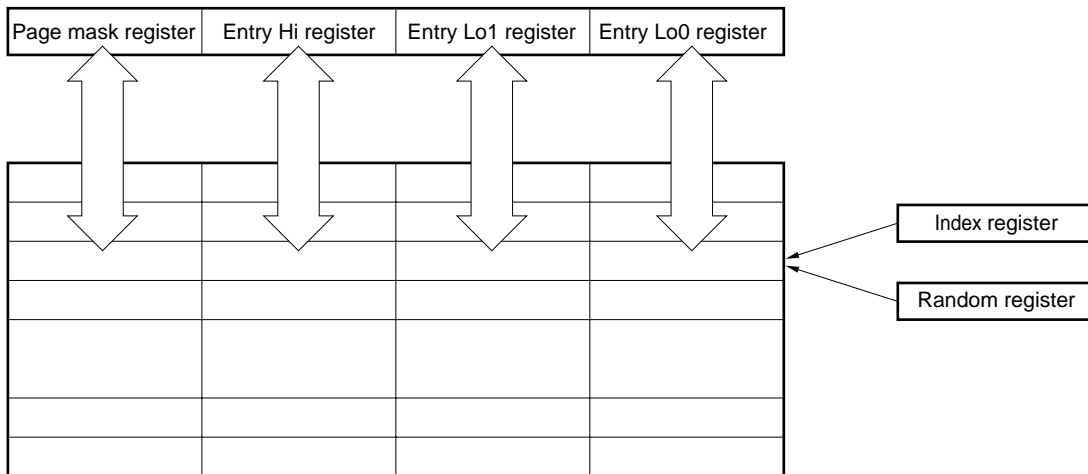 Page mask register Entry Hi register Entry Lo1 register Entry Lo0 register
Index register
Random register